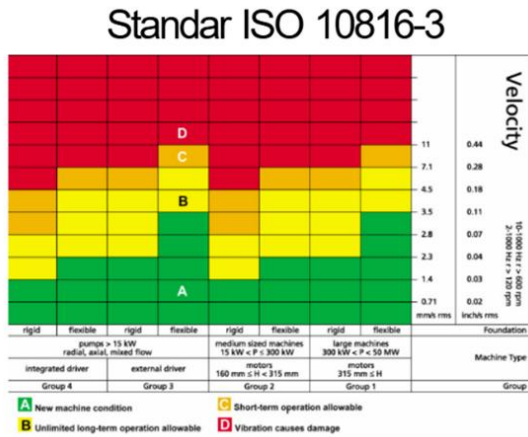 Standar ISO 10816-3
D
C
B
A
Velocity
11 0.44
7.1 0.28
4.5 0.18
3.5 0.11
2.8 0.07
2.3 0.04
1.4 0.03
0.71 0.02
mm/s rms inch/s rms
10-1000 Hz r > 600 rpm
2-1000 Hz r > 120 rpm
rigid flexible rigid flexible rigid flexible rigid flexible Foundation
pumps > 15 kW
radial, axial, mixed flow
medium sized machines
15 kW < P ≤ 300 kW
large machines
300 kW < P < 50 MW
Machine Type
integrated driver external driver
motors
160 mm ≤ H < 315 mm
motors
315 mm ≤ H
Group 4 Group 3 Group 2 Group 1 Group
A New machine condition
B Unlimited long-term operation allowable
C Short-term operation allowable
D Vibration causes damage